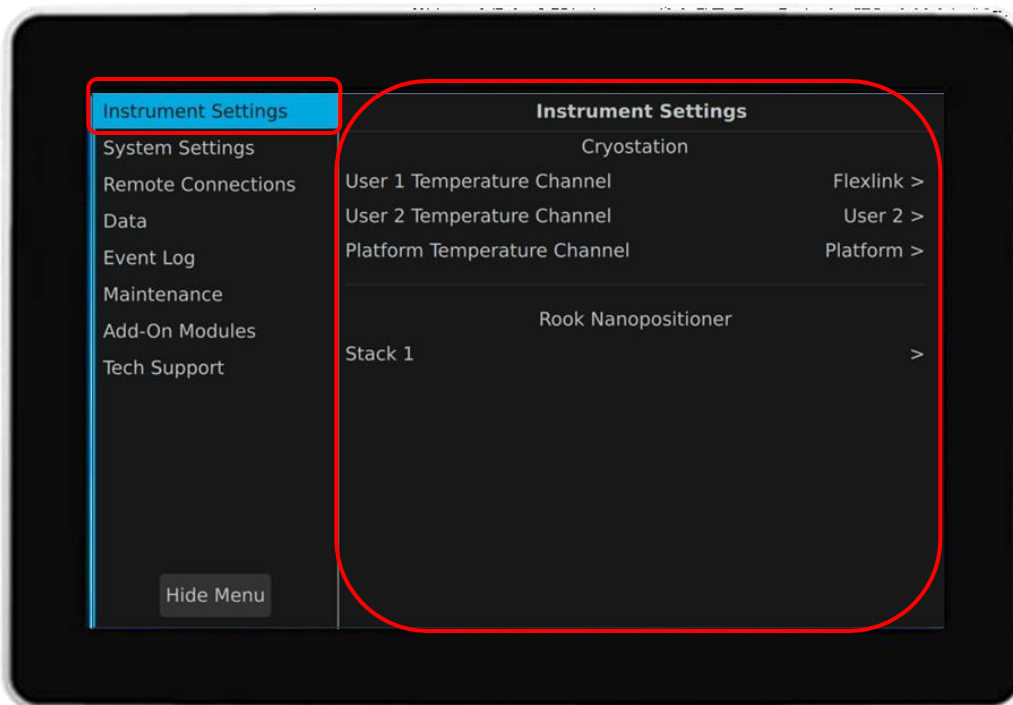 Instrument Settings
System Settings
Remote Connections
Data
Event Log
Maintenance
Add-On Modules
Tech Support
Hide Menu
Instrument Settings
Cryostation
User 1 Temperature Channel Flexlink >
User 2 Temperature Channel User 2 >
Platform Temperature Channel Platform >
Rook Nanopositioner
Stack 1 >